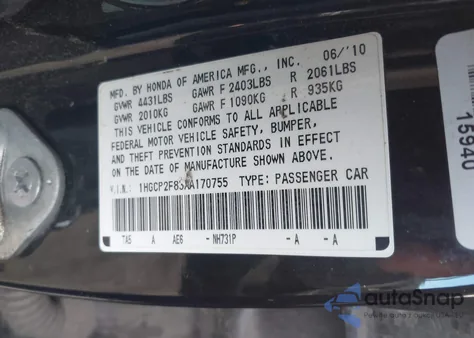 MFD. BY HONDA OF AMERICA MFG., INC. 06/'10
GVWR 4431LBS GAWR F 2403LBS R 2061LBS
GVWR 2010KG GAWR F 1090KG R 935KG
THIS VEHICLE CONFORMS TO ALL APPLICABLE
FEDERAL MOTOR VEHICLE SAFETY, BUMPER,
AND THEFT PREVENTION STANDARDS IN EFFECT
ON THE DATE OF MANUFACTURE SHOWN ABOVE.
V.I.N: 1HGCP2F83AA170755 TYPE: PASSENGER CAR
TA5 A AE6 - NH731P -A -A
15940
autoSnap